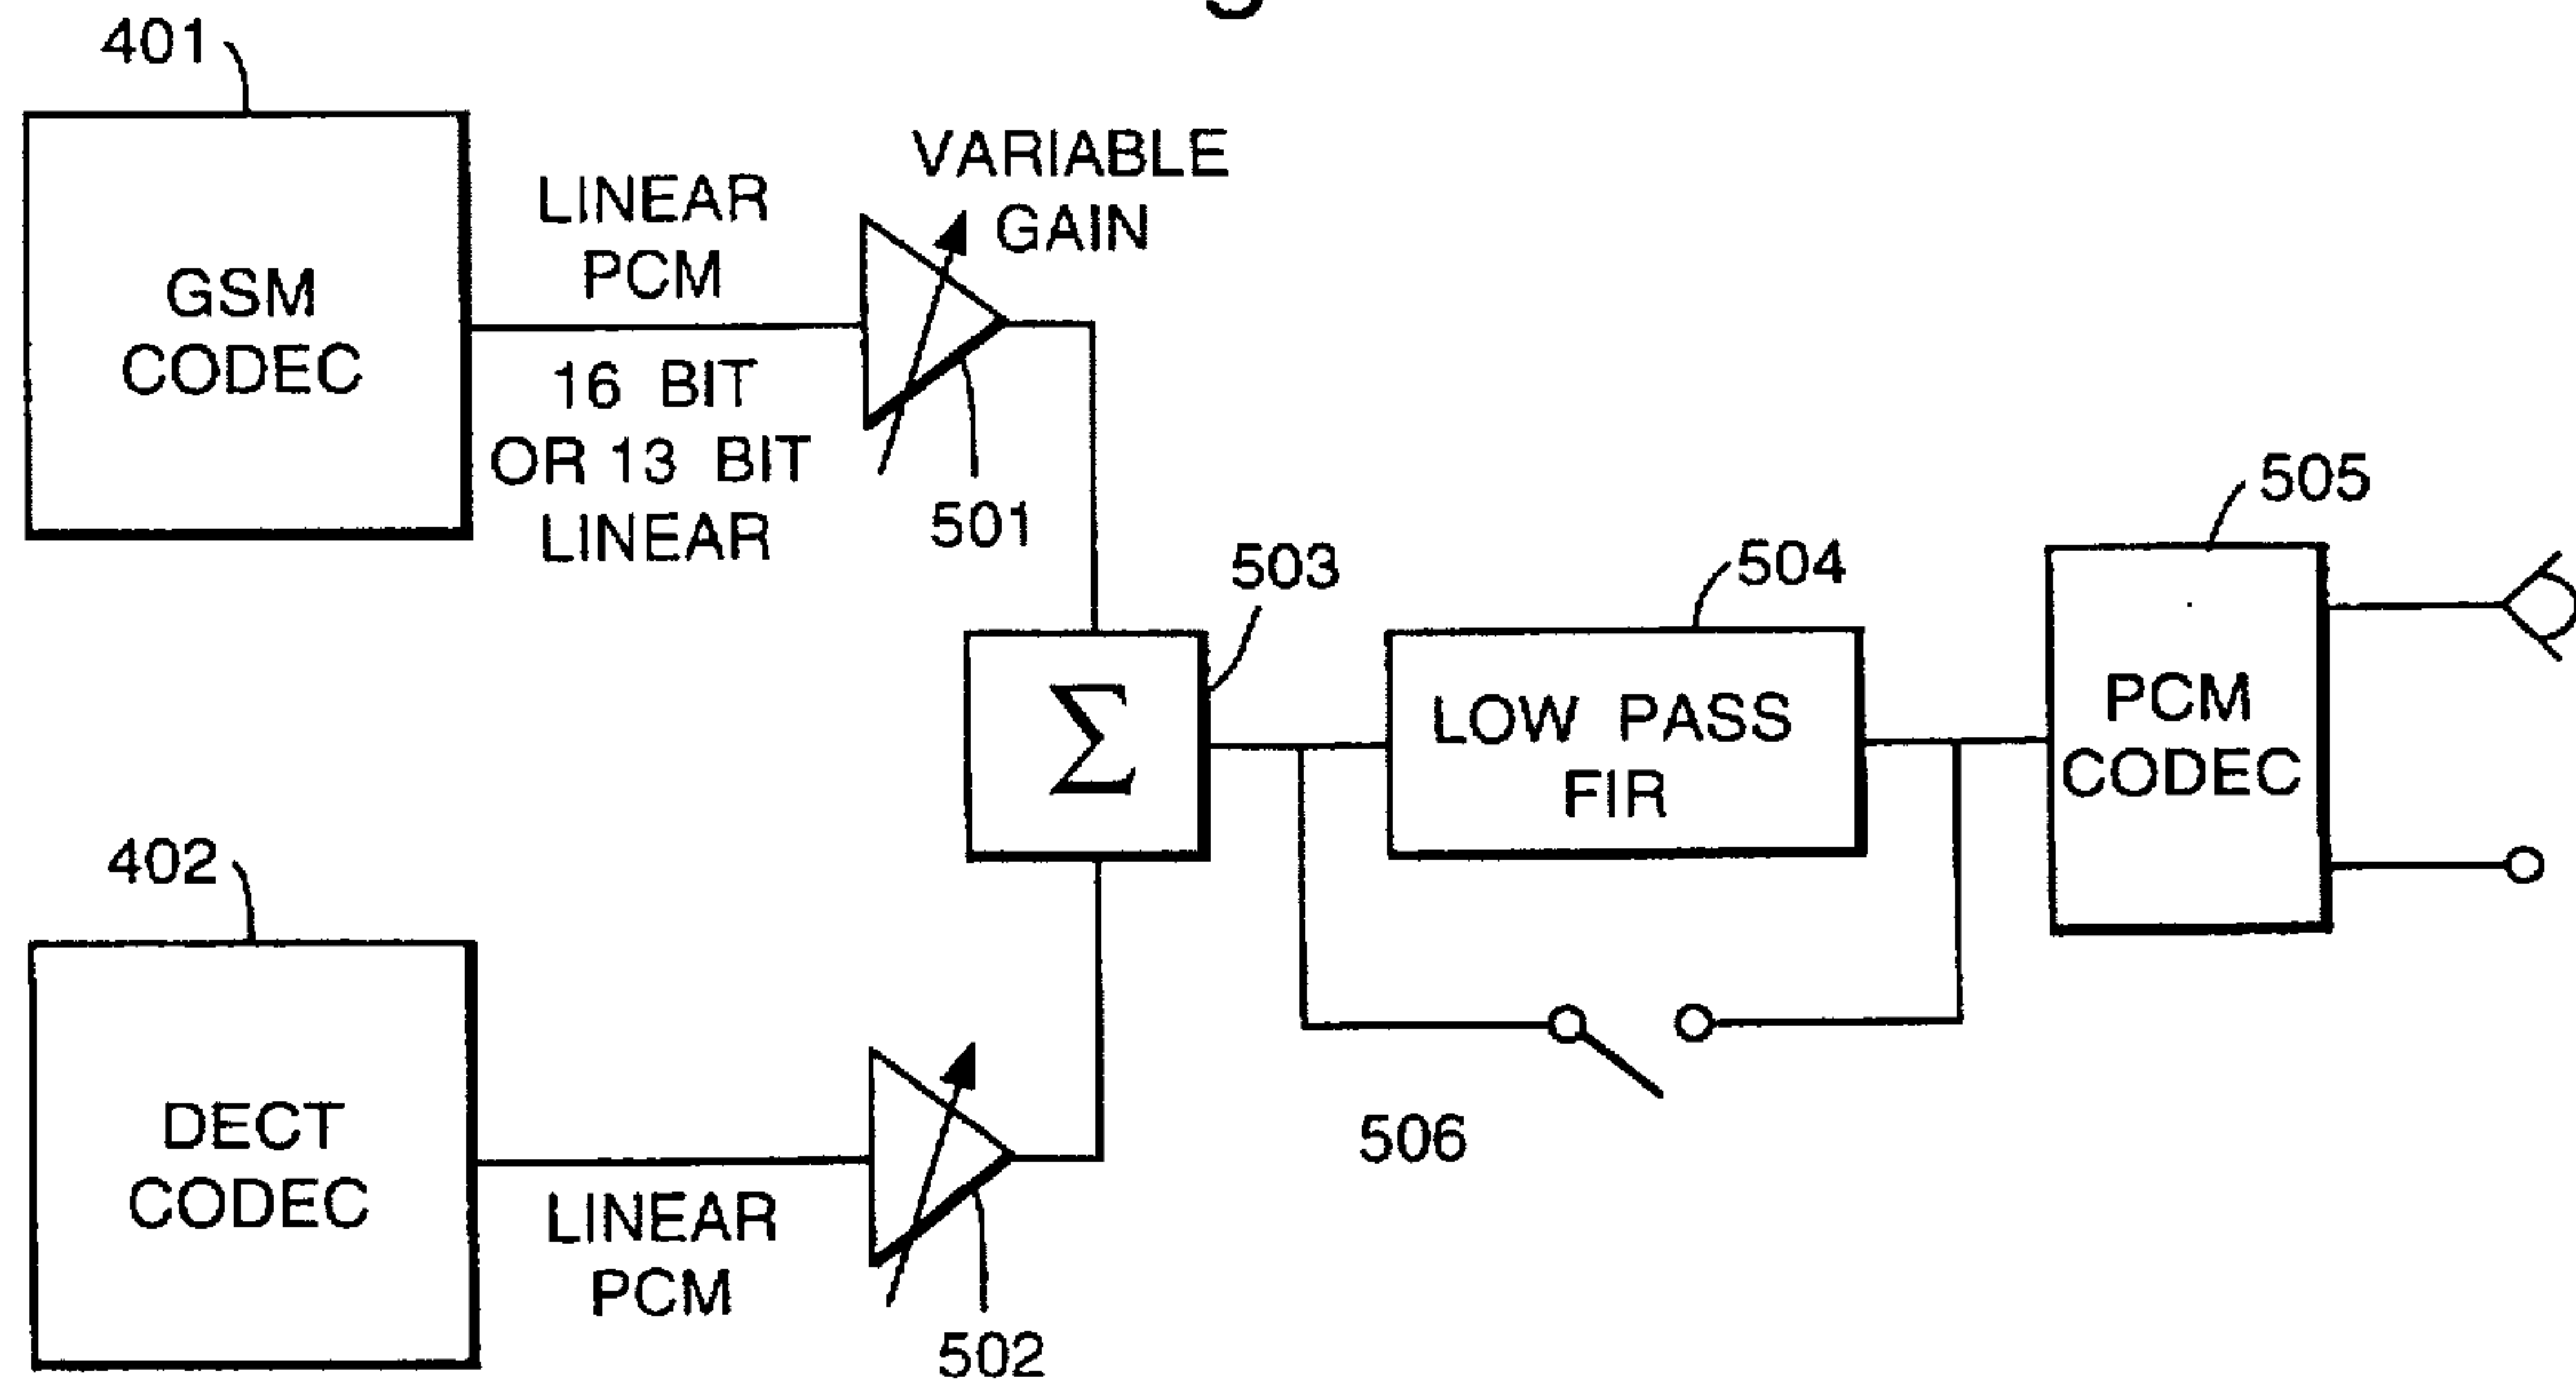 401
GSM
CODEC
LINEAR
PCM
16 BIT
OR 13 BIT
LINEAR
VARIABLE
GAIN
501
503
Σ
504
LOW PASS
FIR
505
PCM
CODEC
506
402
DECT
CODEC
LINEAR
PCM
502